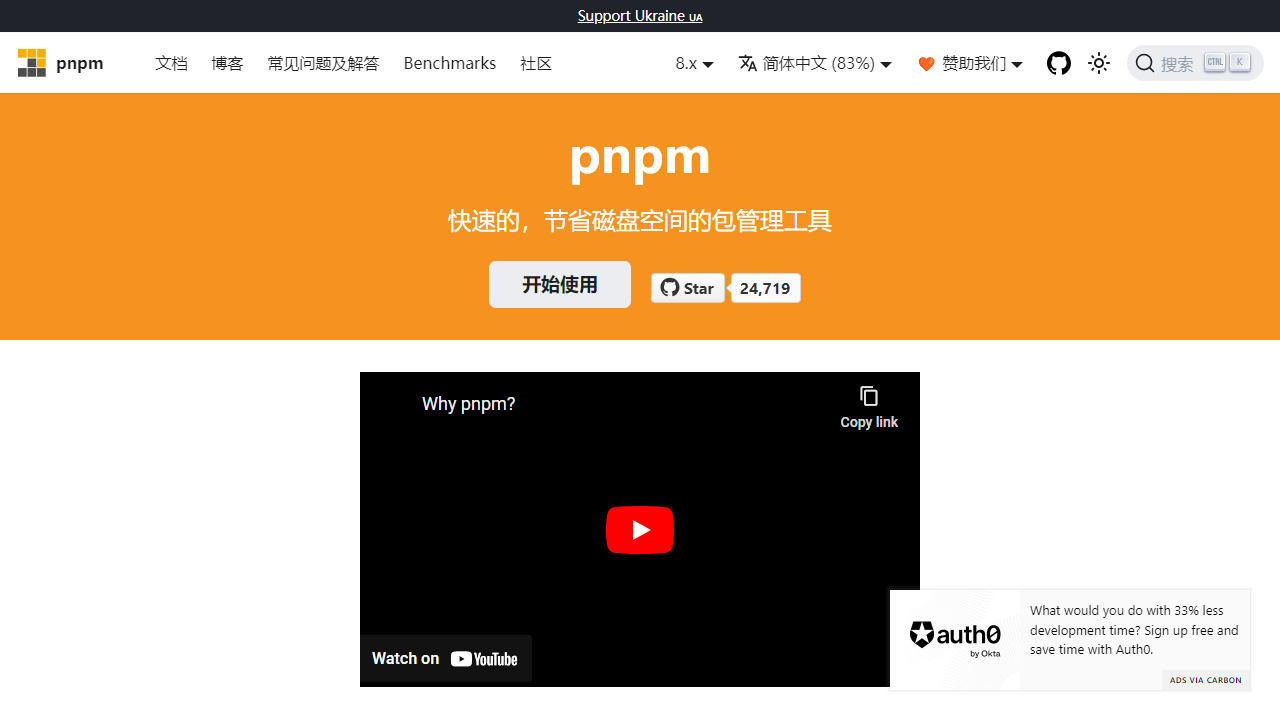 Support Ukraine UA
pnpm 文档 博客 常见问题及解答 Benchmarks 社区 8.x 简体中文 (83%) 赞助我们 搜索 CTRL K
pnpm
快速的，节省磁盘空间的包管理工具
开始使用 Star 24,719
Why pnpm?
Copy link
Watch on YouTube
auth0
by Okta
What would you do with 33% less
development time? Sign up free and
save time with Auth0.
ADS VIA CARBON